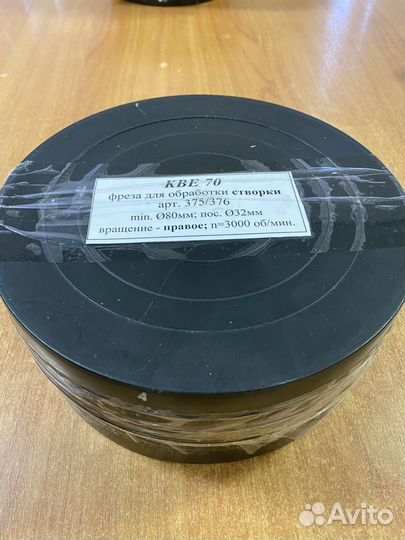 KBE 70
фреза для обработки створки
арт. 375/376
min. Ø80мм; пос. Ø32мм
вращение - правое; n=3000 об/мин.
Avito